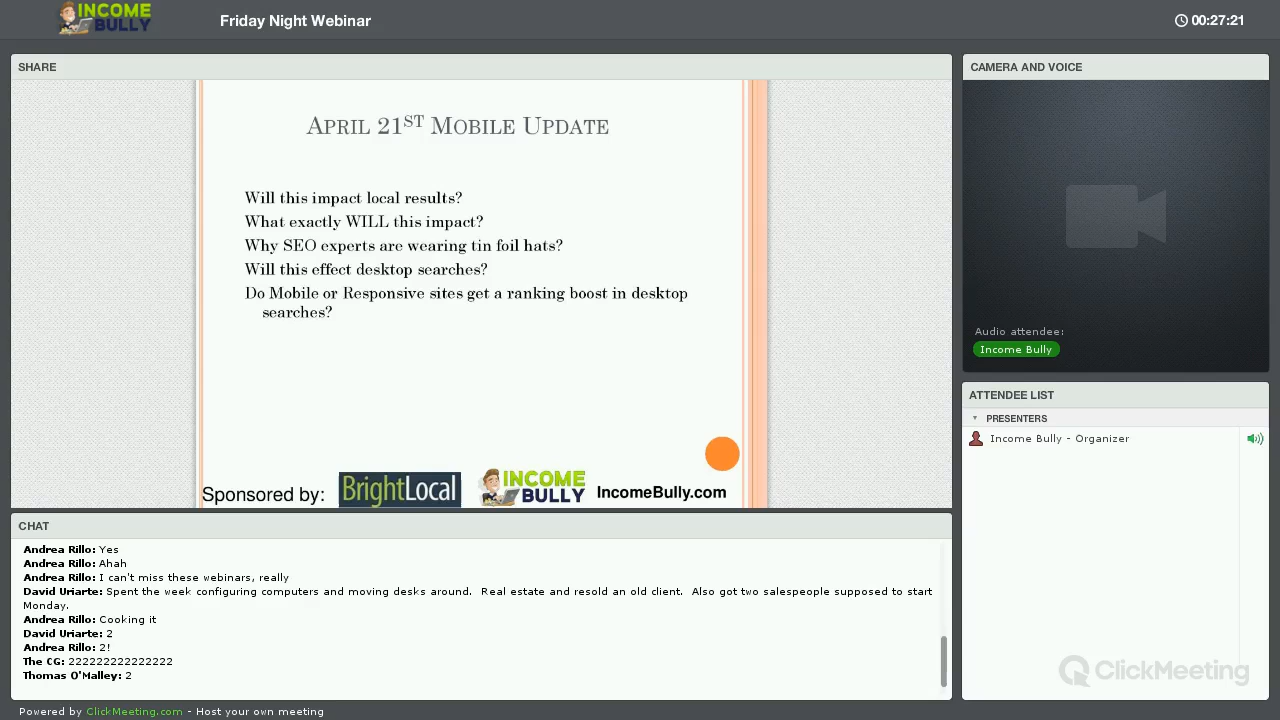 INCOME
BULLY
Friday Night Webinar
00:27:21
SHARE
APRIL 21ST MOBILE UPDATE
Will this impact local results?
What exactly WILL this impact?
Why SEO experts are wearing tin foil hats?
Will this effect desktop searches?
Do Mobile or Responsive sites get a ranking boost in desktop
searches?
Sponsored by:
BrightLocal
INCOME
BULLY
IncomeBully.com
CAMERA AND VOICE
Audio attendee:
Income Bully
ATTENDEE LIST
PRESENTERS
Income Bully - Organizer
ClickMeeting
CHAT
Andrea Rillo: Yes
Andrea Rillo: Ahah
Andrea Rillo: I can't miss these webinars, really
David Uriarte: Spent the week configuring computers and moving desks around.  Real estate and resold an old client.  Also got two salespeople supposed to start
Monday.
Andrea Rillo: Cooking it
David Uriarte: 2
Andrea Rillo: 2!
The CG: 222222222222222
Thomas O'Malley: 2
Powered by ClickMeeting.com - Host your own meeting